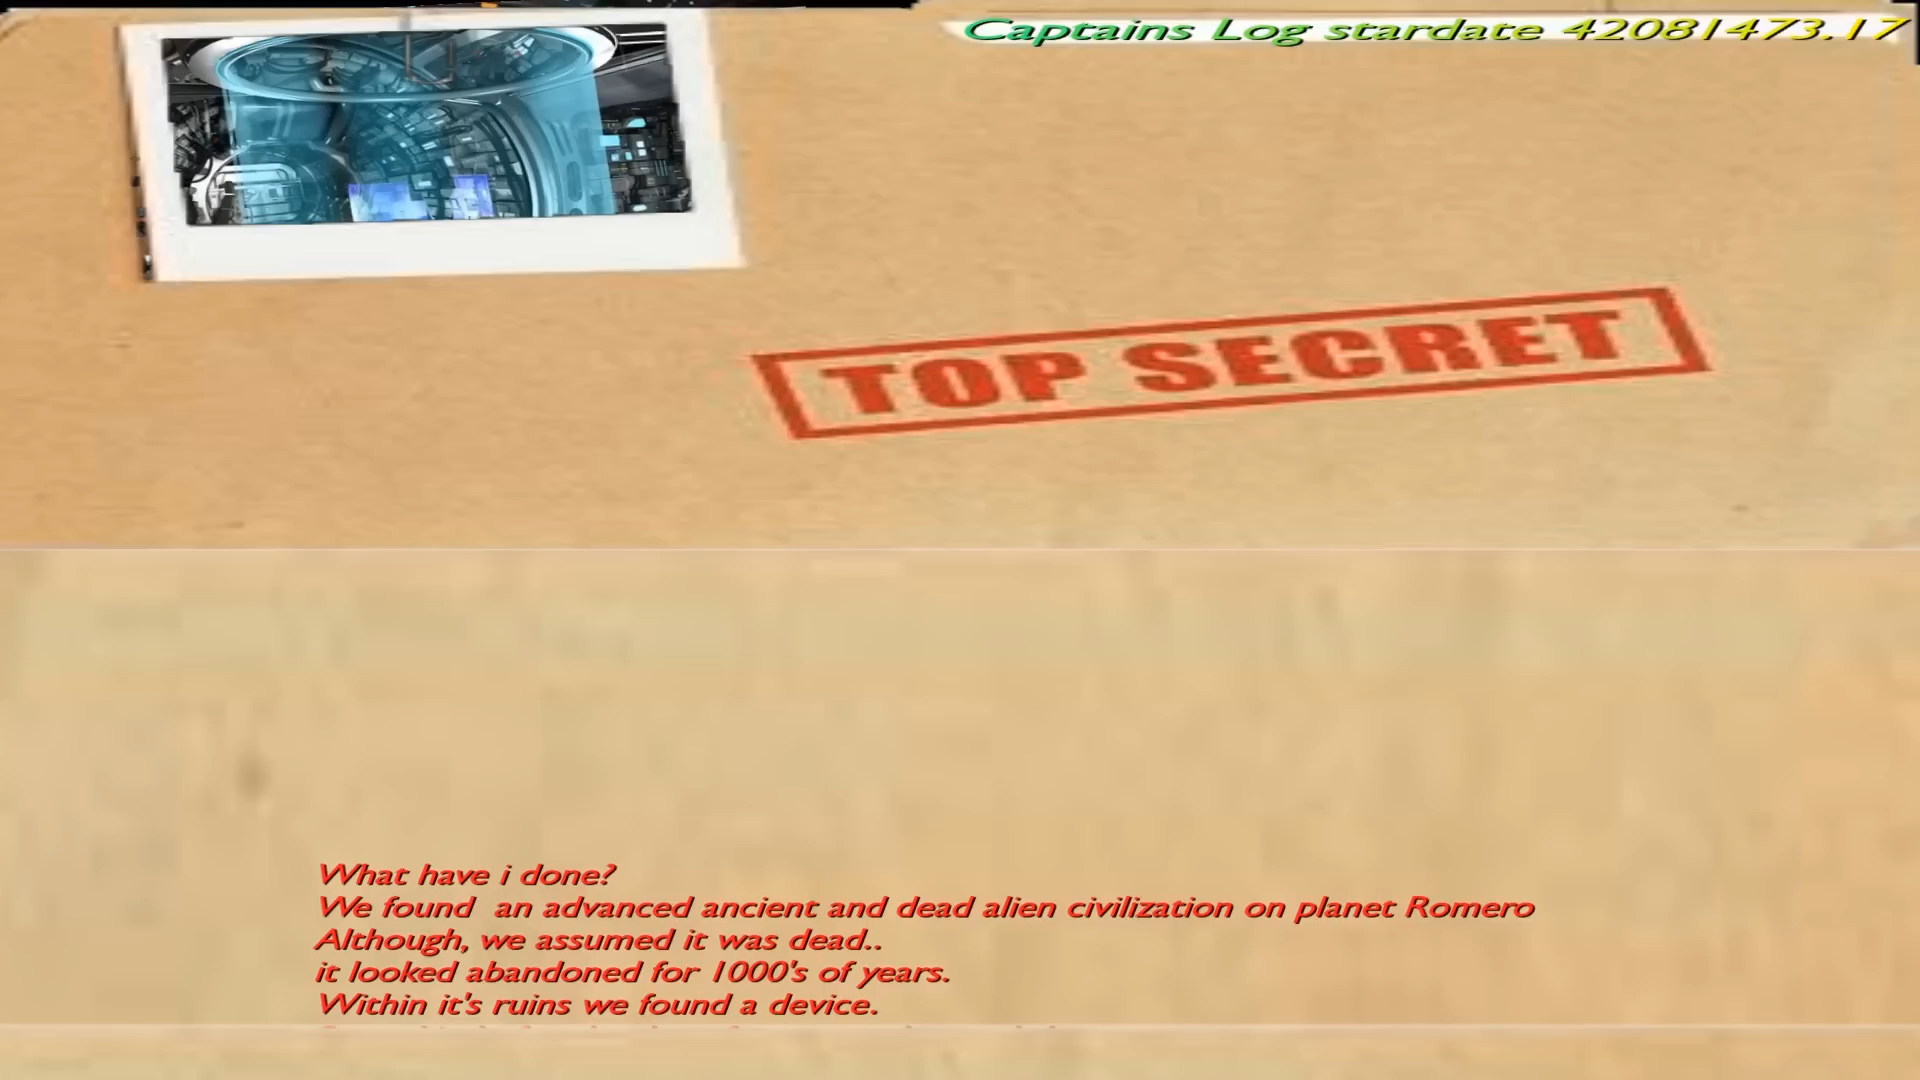 Captains Log stardate 42081473.17
TOP SECRET
What have i done?
We found  an advanced ancient and dead alien civilization on planet Romero
Although, we assumed it was dead..
it looked abandoned for 1000's of years.
Within it's ruins we found a device.